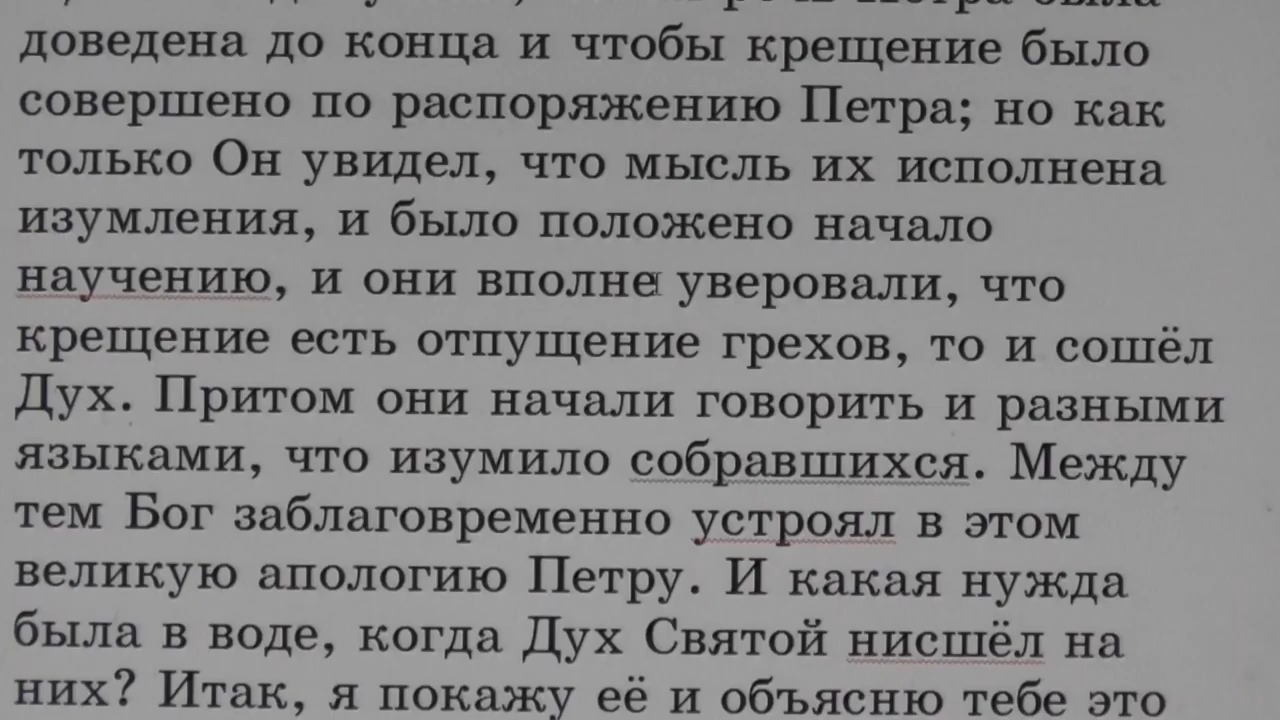 доведена до конца и чтобы крещение было
совершено по распоряжению Петра; но как
только Он увидел, что мысль их исполнена
изумления, и было положено начало
научению, и они вполне уверовали, что
крещение есть отпущение грехов, то и сошёл
Дух. Притом они начали говорить и разными
языками, что изумило собравшихся. Между
тем Бог заблаговременно устроял в этом
великую апологию Петру. И какая нужда
была в воде, когда Дух Святой нисшёл на
них? Итак, я покажу её и объясню тебе это